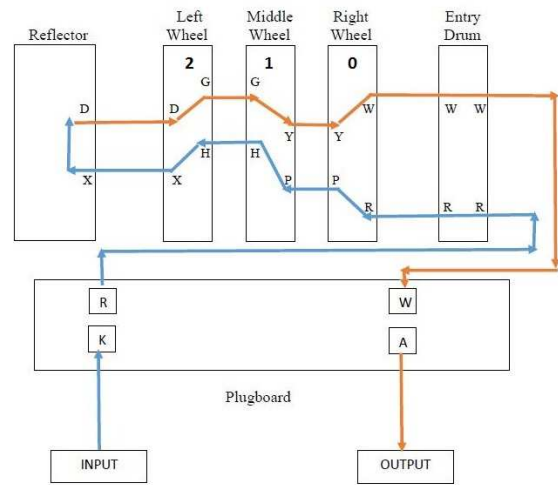 Reflector
Left
Wheel
Middle
Wheel
Right
Wheel
Entry
Drum
2
1
0
D
D
G
G
Y
Y
W
W
W
X
X
H
H
P
P
R
R
R
R
K
W
A
Plugboard
INPUT
OUTPUT